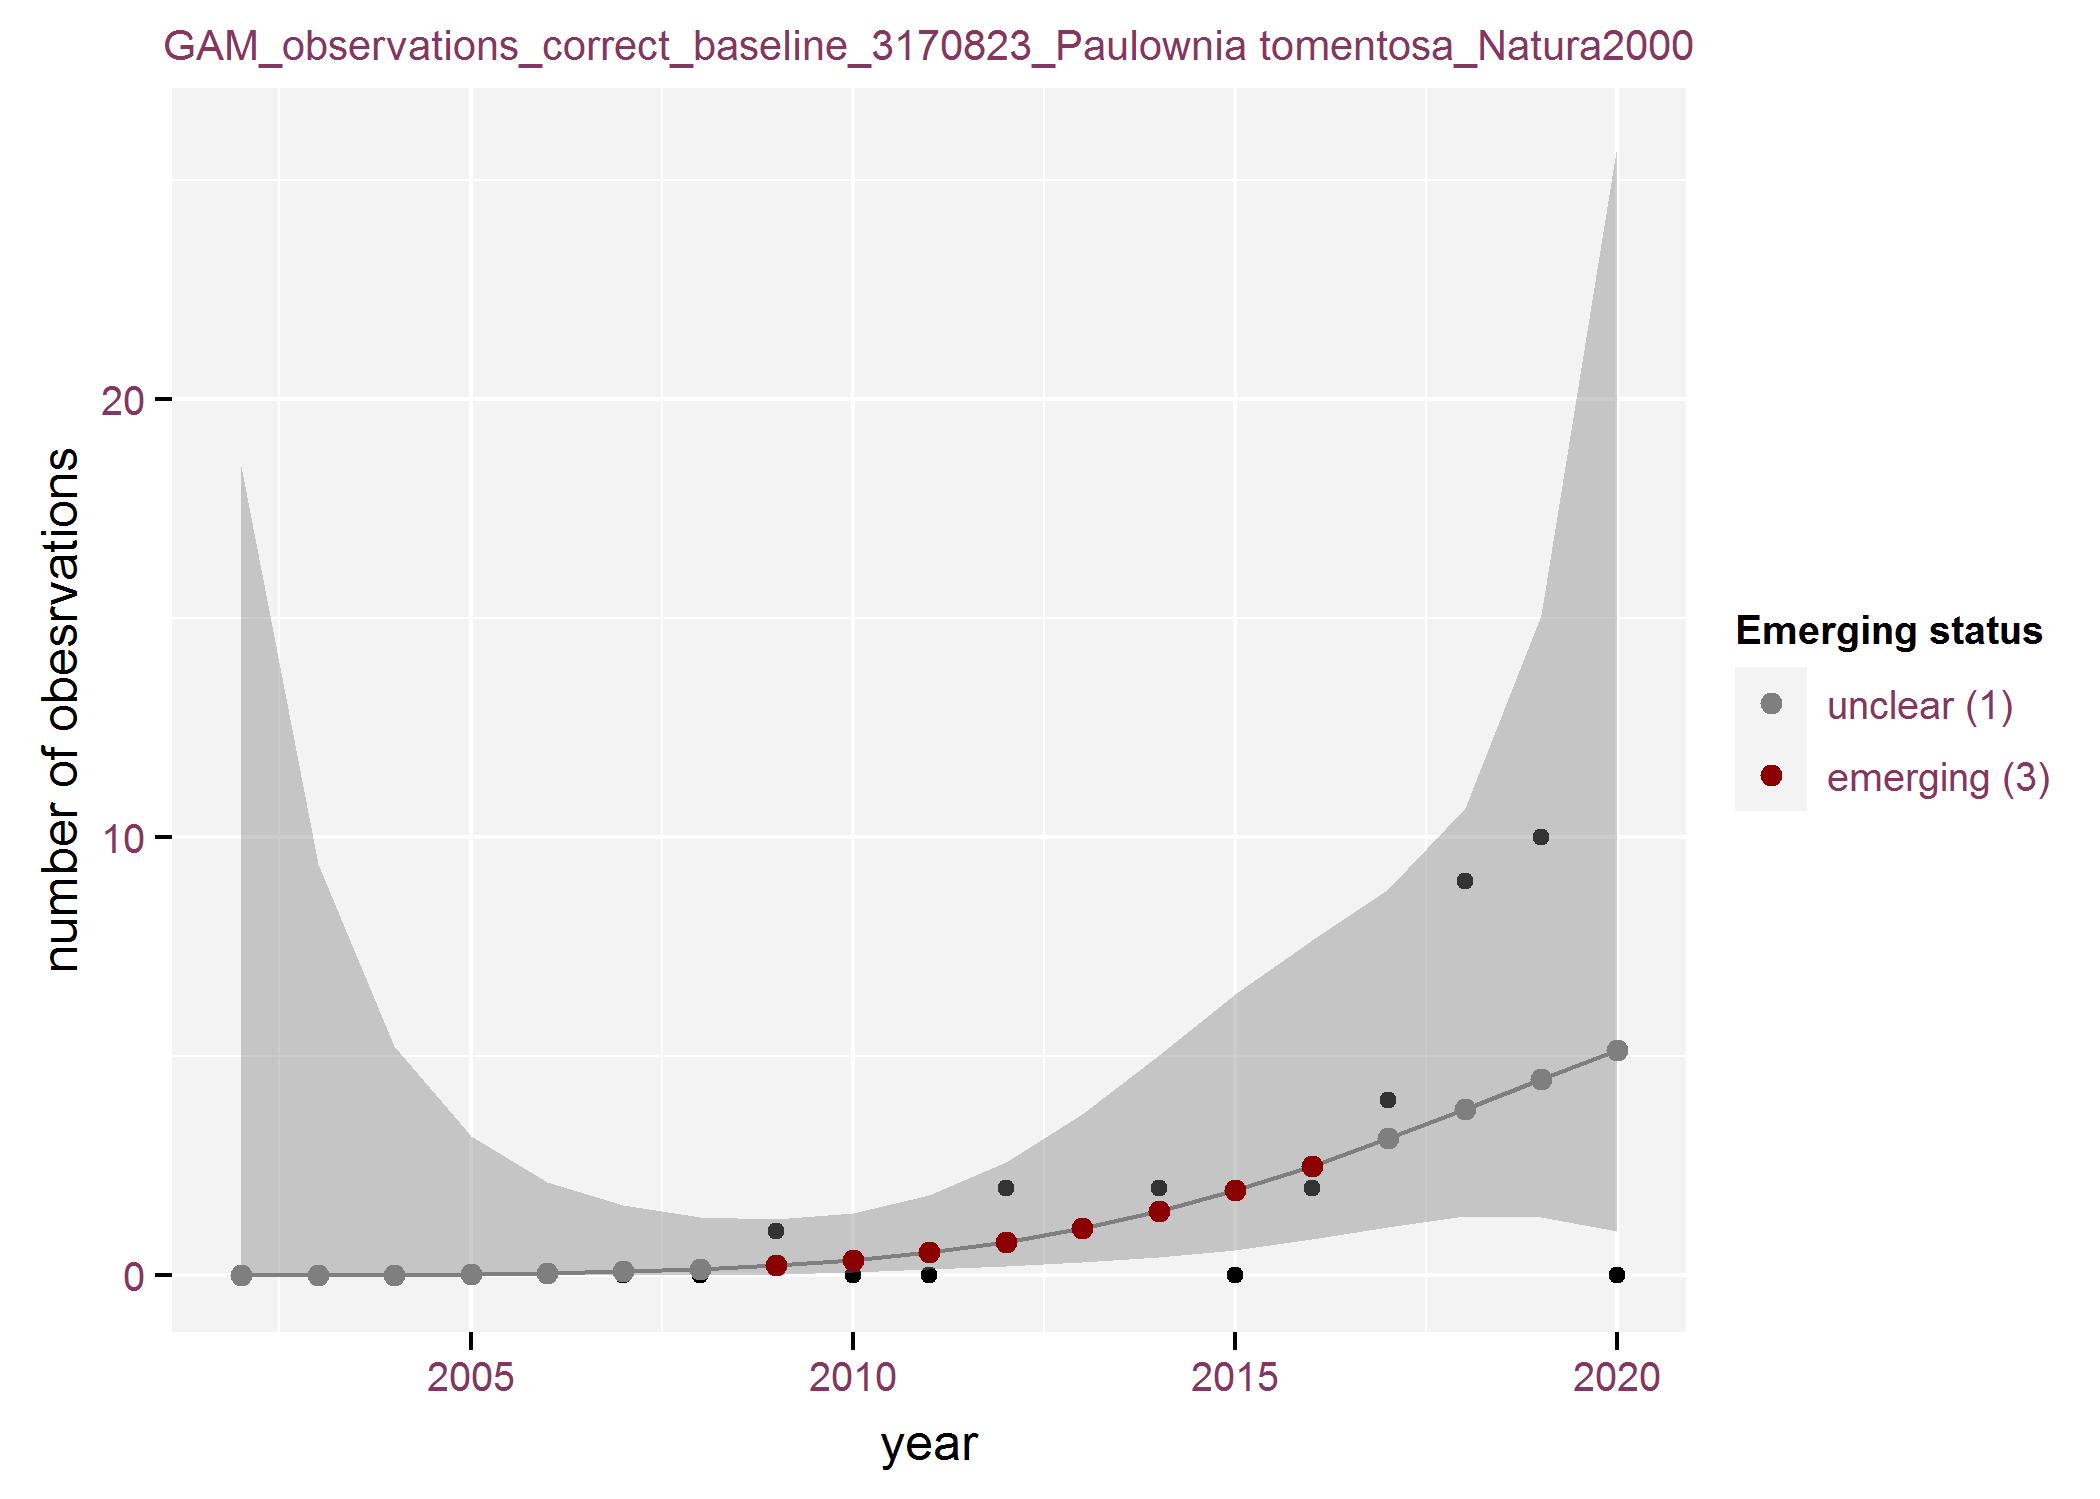 GAM_observations_correct_baseline_3170823_Paulownia tomentosa_Natura2000
number of obesrvations
20
10
0
2005 2010 2015 2020
year
Emerging status
unclear (1)
emerging (3)